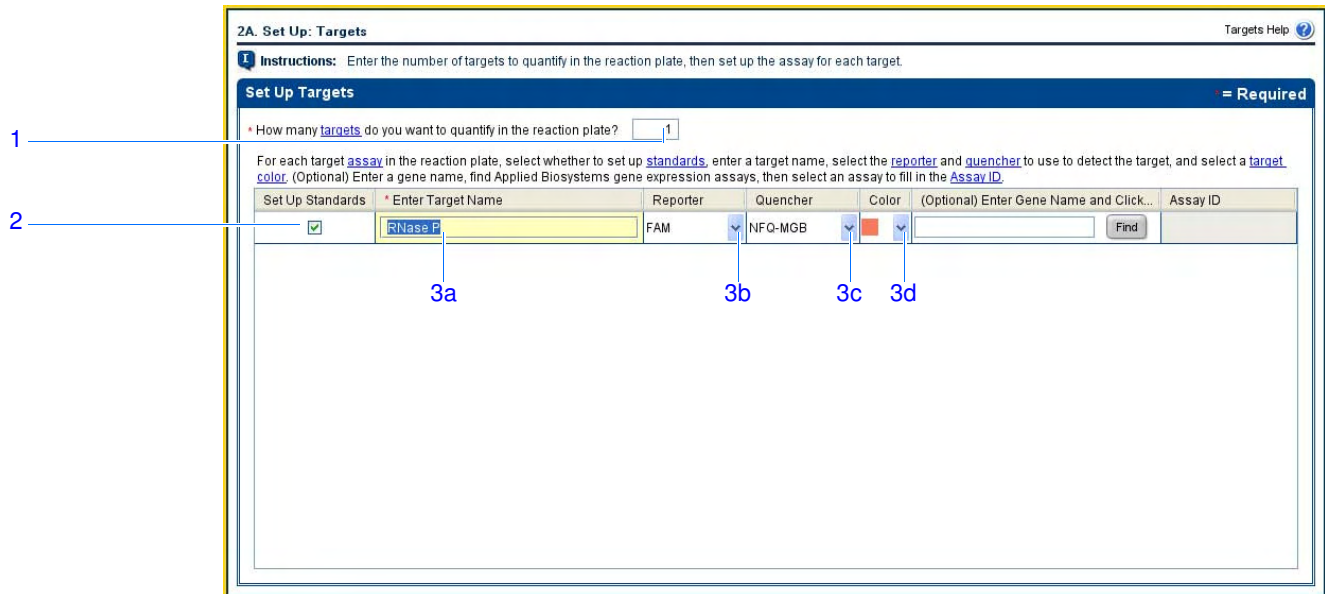 2A. Set Up: Targets
Targets Help ?
I Instructions: Enter the number of targets to quantify in the reaction plate, then set up the assay for each target.
Set Up Targets
* = Required
* How many targets do you want to quantify in the reaction plate? 1
1
For each target assay in the reaction plate, select whether to set up standards, enter a target name, select the reporter and quencher to use to detect the target, and select a target
color. (Optional) Enter a gene name, find Applied Biosystems gene expression assays, then select an assay to fill in the Assay ID.
Set Up Standards * Enter Target Name Reporter Quencher Color (Optional) Enter Gene Name and Click... Assay ID
2
RNase P FAM NFQ-MGB Find
3a 3b 3c 3d